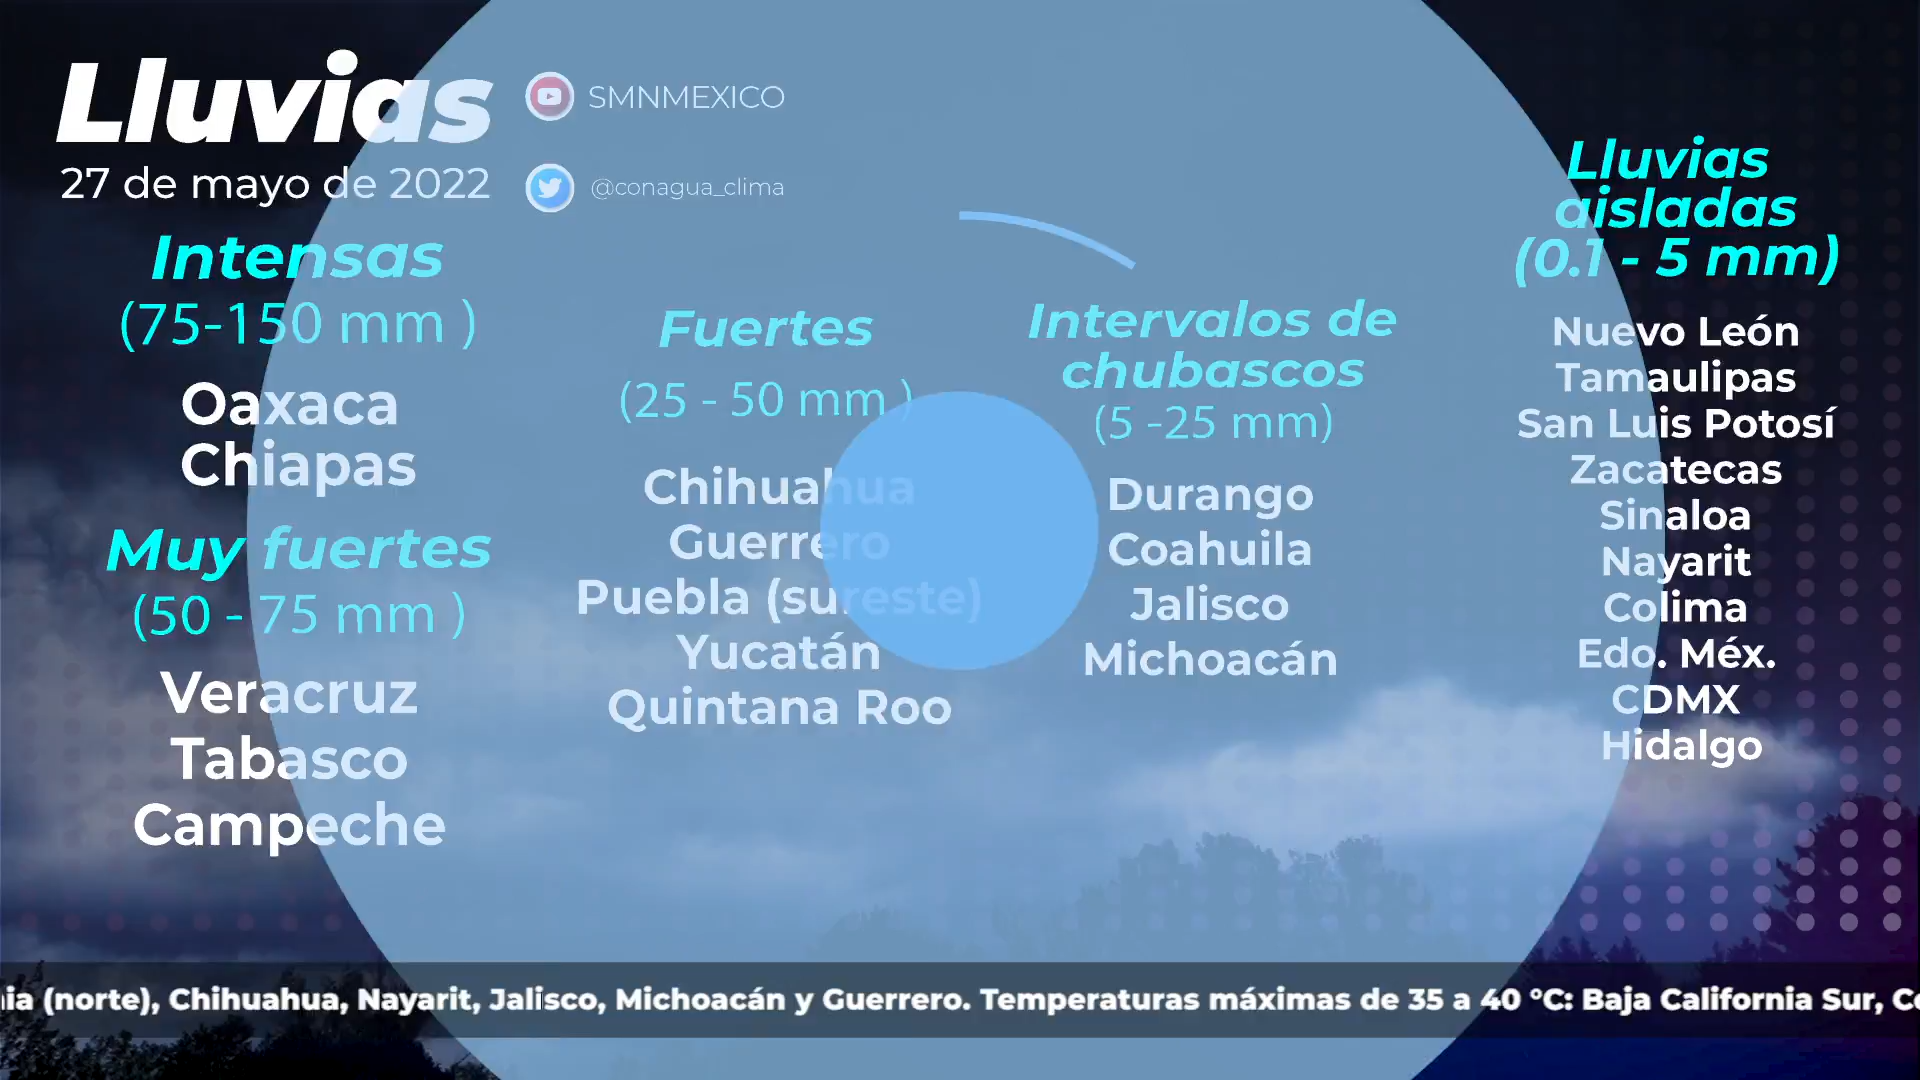 Lluvias
27 de mayo de 2022
SMNMEXICO
@conagua_clima
Intensas
(75-150 mm )
Oaxaca
Chiapas
Muy fuertes
(50 - 75 mm )
Veracruz
Tabasco
Campeche
Fuertes
(25 - 50 mm )
Chihuahua
Guerrero
Puebla (sureste)
Yucatán
Quintana Roo
Intervalos de
chubascos
(5 -25 mm)
Durango
Coahuila
Jalisco
Michoacán
Lluvias
aisladas
(0.1 - 5 mm)
Nuevo León
Tamaulipas
San Luis Potosí
Zacatecas
Sinaloa
Nayarit
Colima
Edo. Méx.
CDMX
Hidalgo
(norte), Chihuahua, Nayarit, Jalisco, Michoacán y Guerrero. Temperaturas máximas de 35 a 40 °C: Baja California Sur,